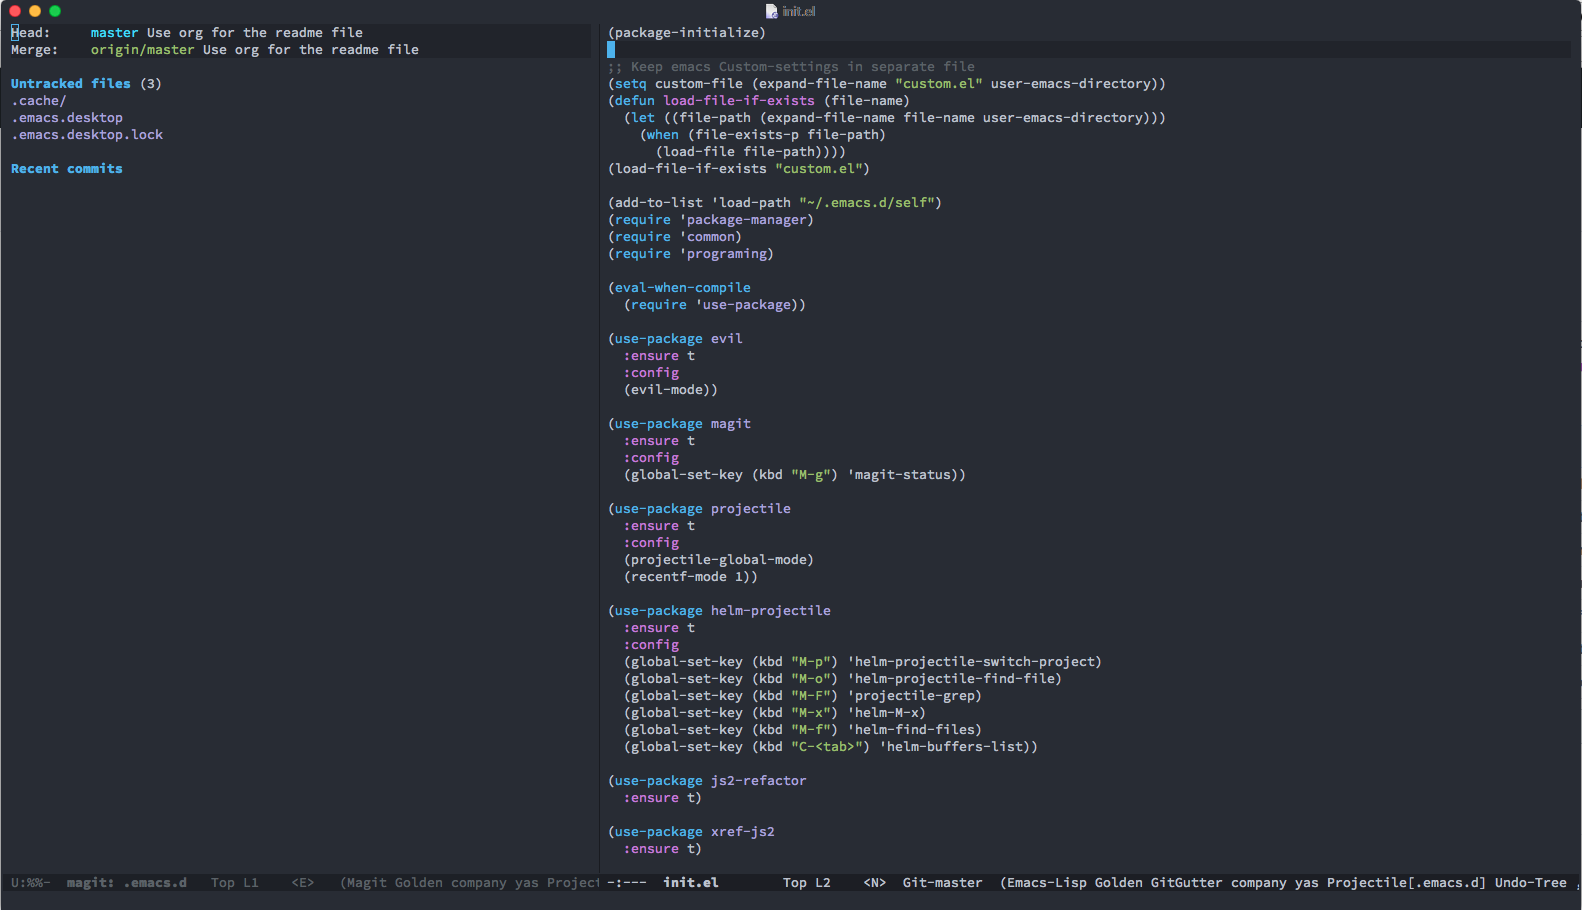 init.el
Head:     master Use org for the readme file
Merge:    origin/master Use org for the readme file

Untracked files (3)
.cache/
.emacs.desktop
.emacs.desktop.lock

Recent commits
U:%%-  magit: .emacs.d   Top L1    <E>   (Magit Golden company yas Project
(package-initialize)

;; Keep emacs Custom-settings in separate file
(setq custom-file (expand-file-name "custom.el" user-emacs-directory))
(defun load-file-if-exists (file-name)
  (let ((file-path (expand-file-name file-name user-emacs-directory)))
    (when (file-exists-p file-path)
      (load-file file-path))))
(load-file-if-exists "custom.el")

(add-to-list 'load-path "~/.emacs.d/self")
(require 'package-manager)
(require 'common)
(require 'programing)

(eval-when-compile
  (require 'use-package))

(use-package evil
  :ensure t
  :config
  (evil-mode))

(use-package magit
  :ensure t
  :config
  (global-set-key (kbd "M-g") 'magit-status))

(use-package projectile
  :ensure t
  :config
  (projectile-global-mode)
  (recentf-mode 1))

(use-package helm-projectile
  :ensure t
  :config
  (global-set-key (kbd "M-p") 'helm-projectile-switch-project)
  (global-set-key (kbd "M-o") 'helm-projectile-find-file)
  (global-set-key (kbd "M-F") 'projectile-grep)
  (global-set-key (kbd "M-x") 'helm-M-x)
  (global-set-key (kbd "M-f") 'helm-find-files)
  (global-set-key (kbd "C-<tab>") 'helm-buffers-list))

(use-package js2-refactor
  :ensure t)

(use-package xref-js2
  :ensure t)
-:---  init.el        Top L2    <N>  Git-master  (Emacs-Lisp Golden GitGutter company yas Projectile[.emacs.d] Undo-Tree